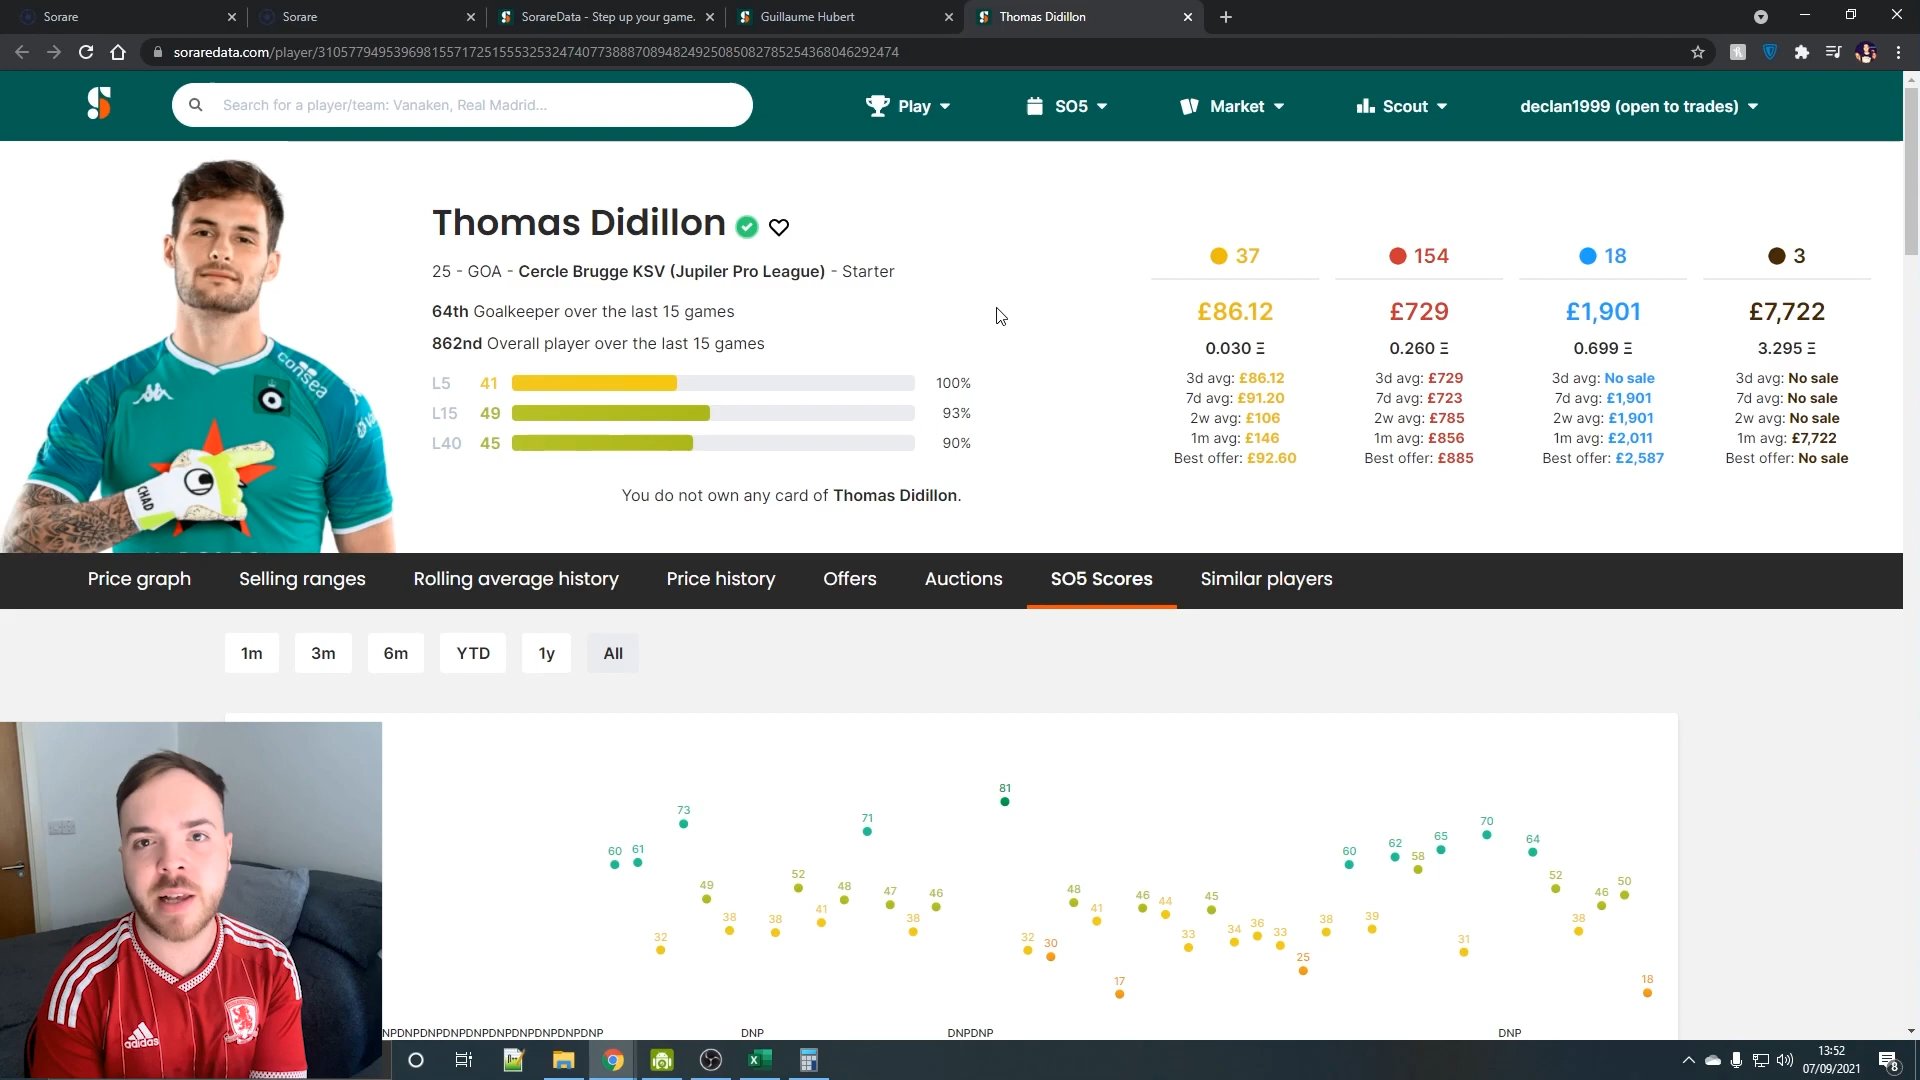 Sorare
Sorare
SorareData - Step up your game.
Guillaume Hubert
Thomas Didillon
soraredata.com/player/31057794953969815571725155532532474077388870894824925085082785254368046292474
Search for a player/team: Vanaken, Real Madrid...
Play
SO5
Market
Scout
declan1999 (open to trades)
Thomas Didillon
25 - GOA - Cercle Brugge KSV (Jupiler Pro League) - Starter
64th Goalkeeper over the last 15 games
862nd Overall player over the last 15 games
L5 41 100%
L15 49 93%
L40 45 90%
You do not own any card of Thomas Didillon.
37 154 18 3
£86.12 £729 £1,901 £7,722
0.030 Ξ 0.260 Ξ 0.699 Ξ 3.295 Ξ
3d avg: £86.12 3d avg: £729 3d avg: No sale 3d avg: No sale
7d avg: £91.20 7d avg: £723 7d avg: £1,901 7d avg: No sale
2w avg: £106 2w avg: £785 2w avg: £1,901 2w avg: No sale
1m avg: £146 1m avg: £856 1m avg: £2,011 1m avg: £7,722
Best offer: £92.60 Best offer: £885 Best offer: £2,587 Best offer: No sale
consea
CHAD
Price graph Selling ranges Rolling average history Price history Offers Auctions SO5 Scores Similar players
1m 3m 6m YTD 1y All
60 61 32 73 49 38 38 52 41 48 71 47 38 46 81 32 30 48 41 17 46 44 33 45 34 36 33 25 38 60 39 62 58 65 31 70 64 52 38 46 50 18
NPDNPDNPDNPDNPDNPDNPDNPDNPDNP DNP DNPDNP DNP
adidas
13:52
07/09/2021
8